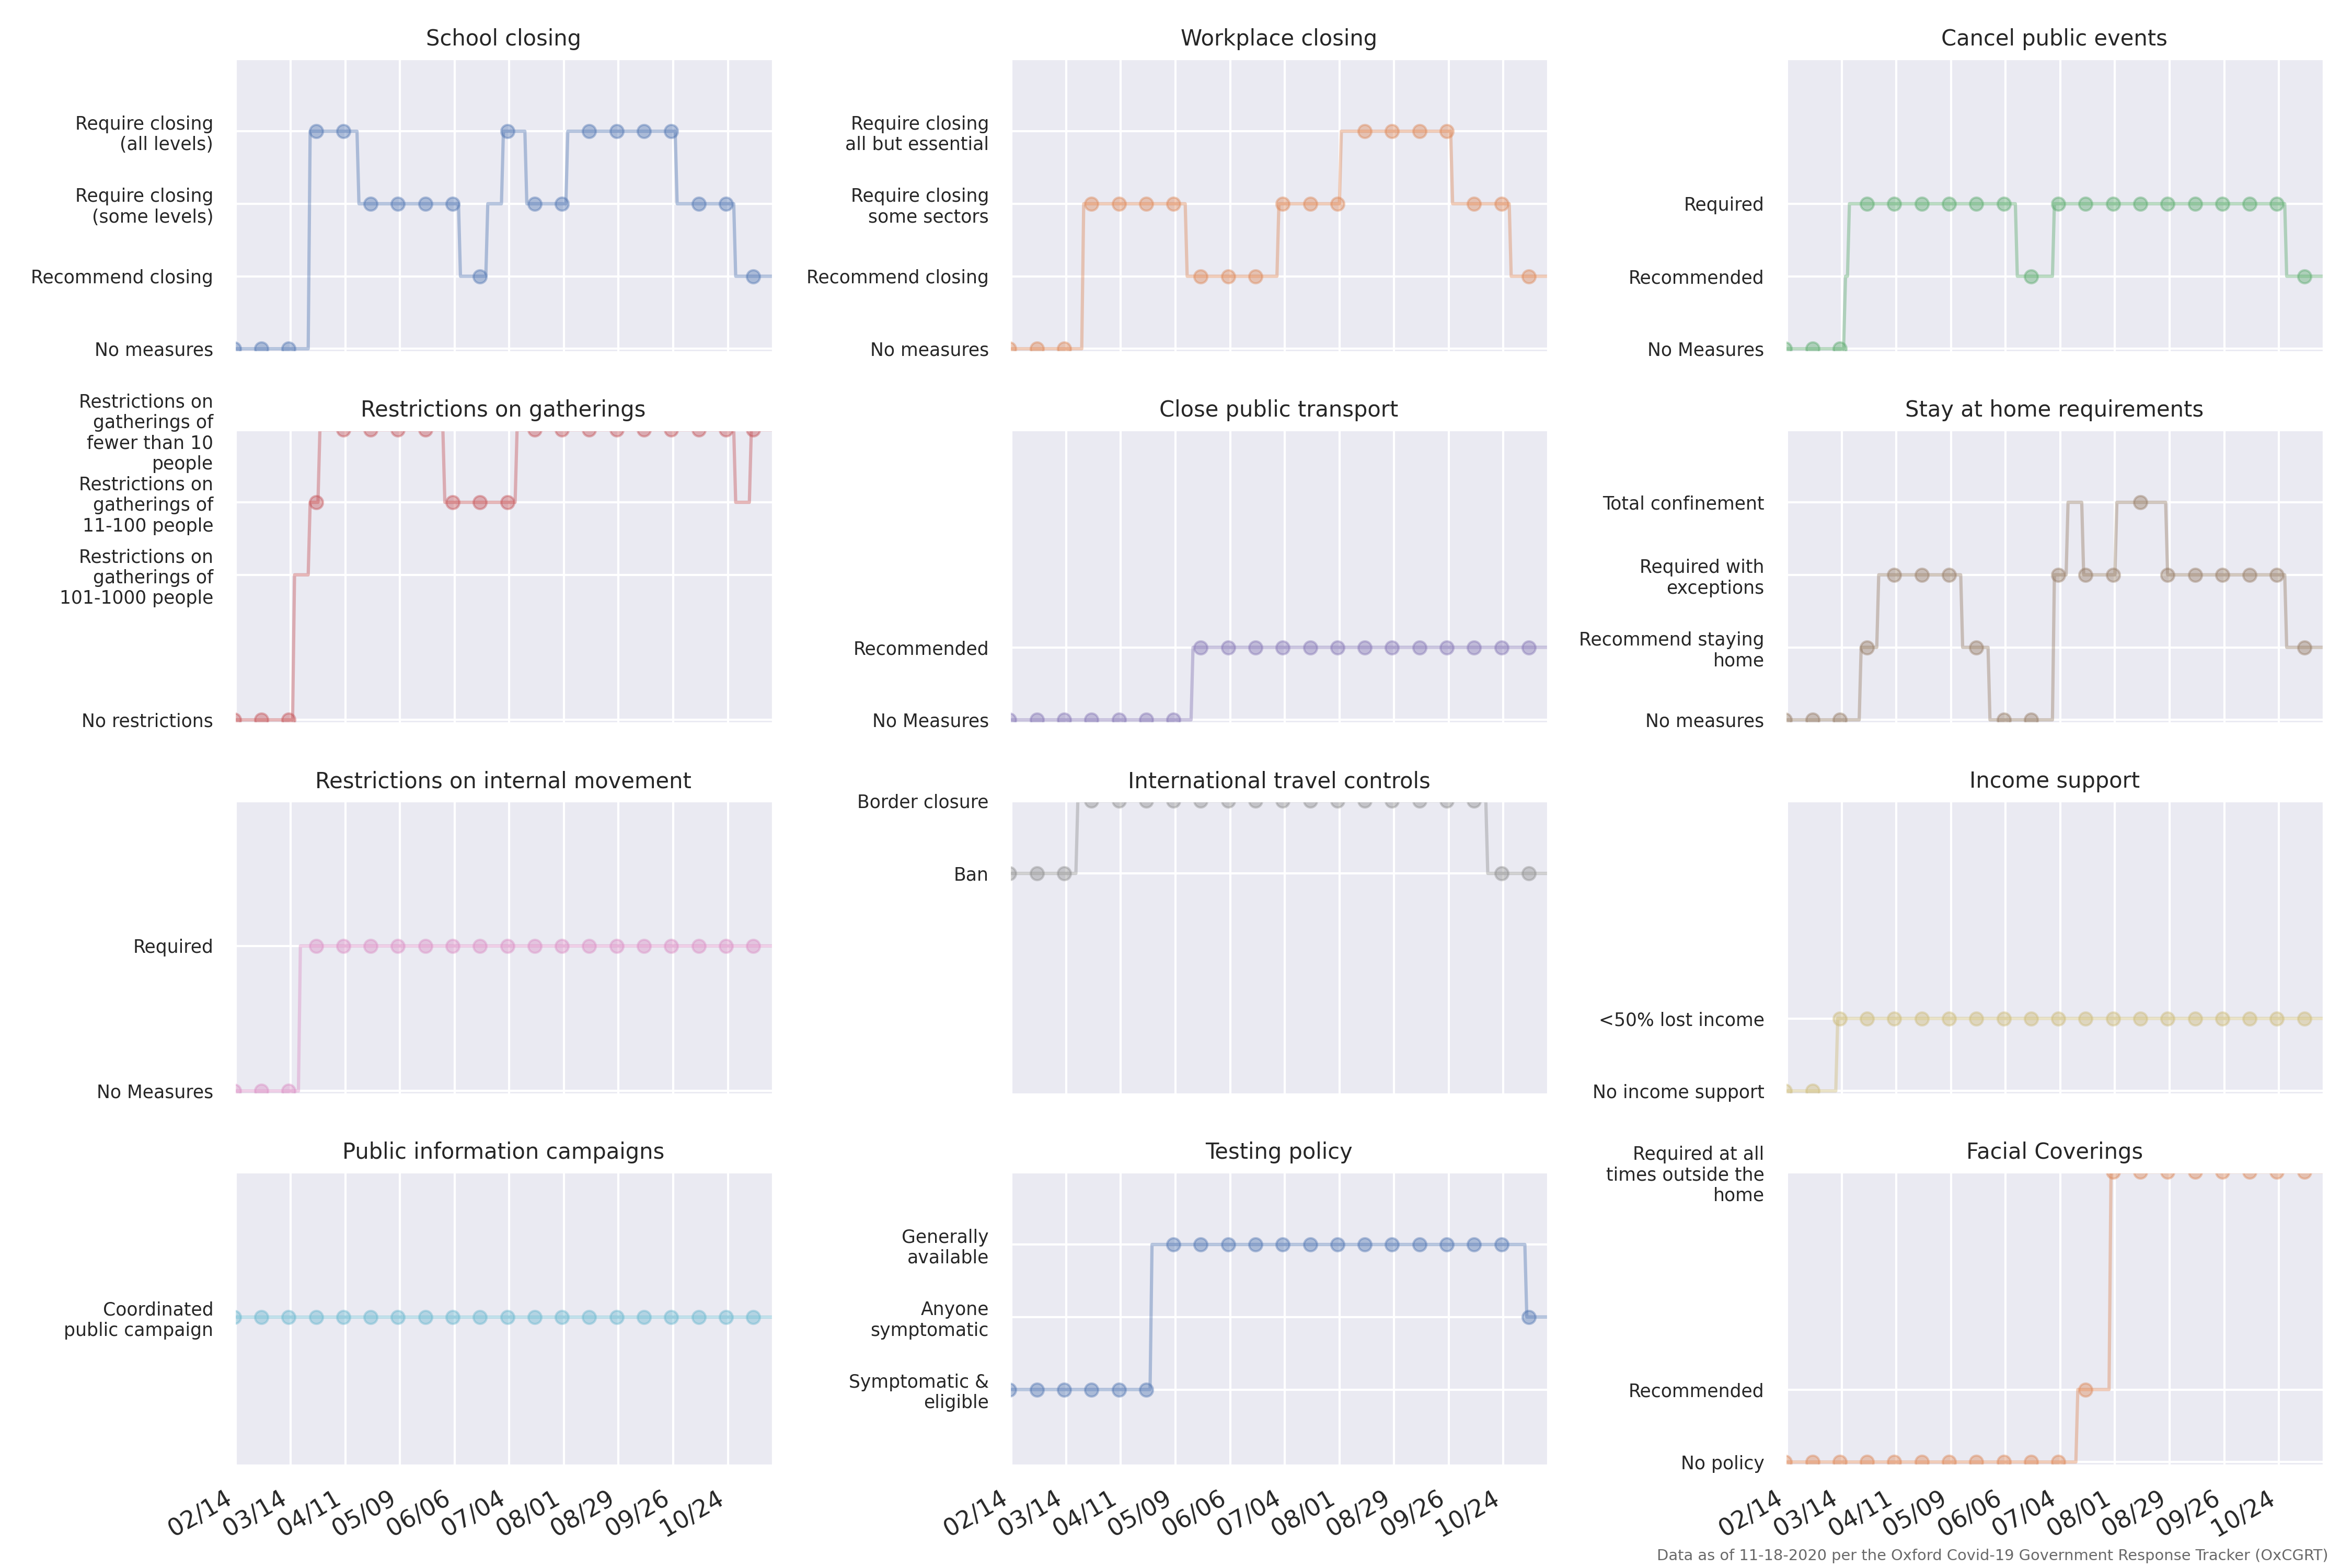 School closing
Require closing
(all levels)
Require closing
(some levels)
Recommend closing
No measures
Workplace closing
Require closing
all but essential
Require closing
some sectors
Recommend closing
No measures
Cancel public events
Required
Recommended
No Measures
Restrictions on gatherings
Restrictions on
gatherings of
fewer than 10
people
Restrictions on
gatherings of
11-100 people
Restrictions on
gatherings of
101-1000 people
No restrictions
Close public transport
Recommended
No Measures
Stay at home requirements
Total confinement
Required with
exceptions
Recommend staying
home
No measures
Restrictions on internal movement
Required
No Measures
International travel controls
Border closure
Ban
Income support
<50% lost income
No income support
Public information campaigns
Coordinated
public campaign
02/14
03/14
04/11
05/09
06/06
07/04
08/01
08/29
09/26
10/24
Testing policy
Generally
available
Anyone
symptomatic
Symptomatic &
eligible
02/14
03/14
04/11
05/09
06/06
07/04
08/01
08/29
09/26
10/24
Facial Coverings
Required at all
times outside the
home
Recommended
No policy
02/14
03/14
04/11
05/09
06/06
07/04
08/01
08/29
09/26
10/24
Data as of 11-18-2020 per the Oxford Covid-19 Government Response Tracker (OxCGRT)